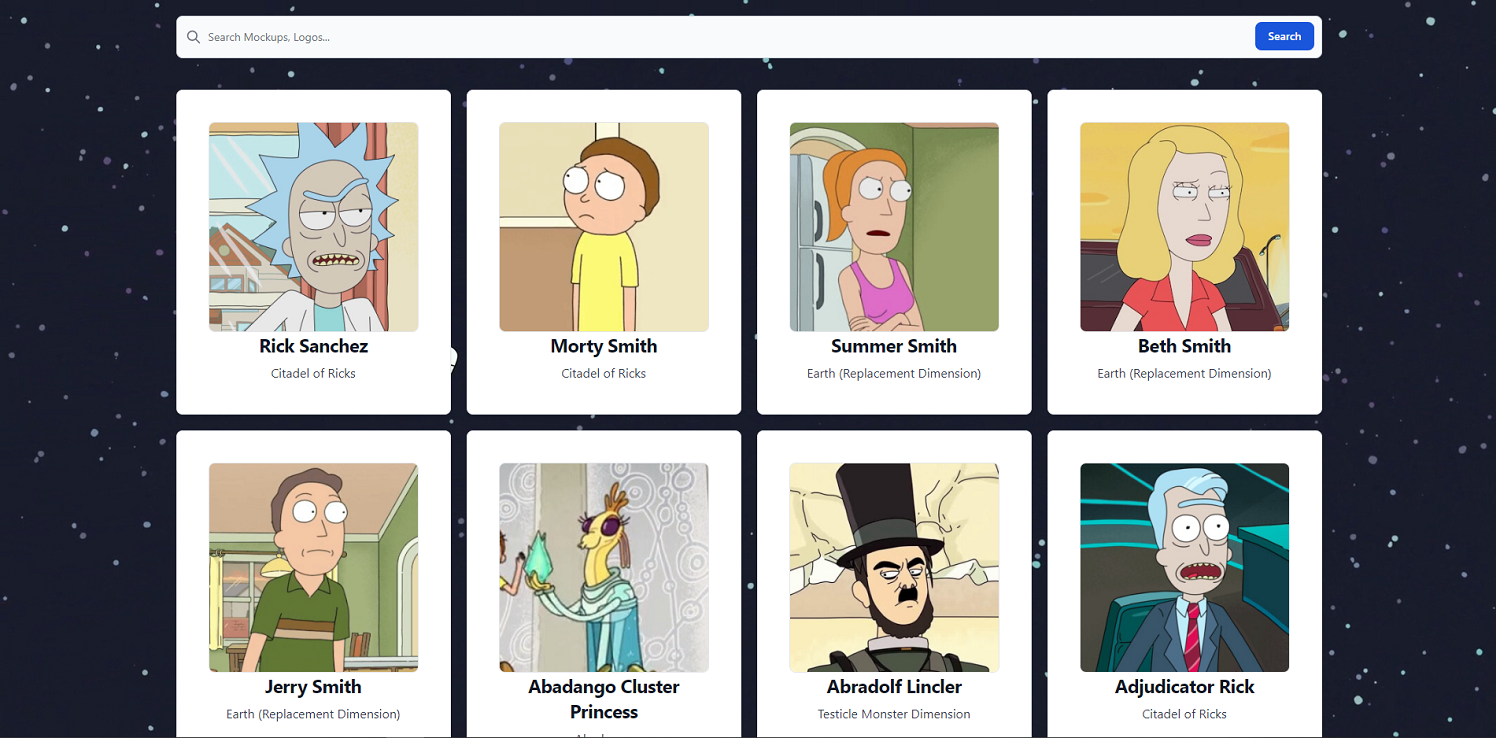 Search Mockups, Logos...
Search
Rick Sanchez
Citadel of Ricks
Morty Smith
Citadel of Ricks
Summer Smith
Earth (Replacement Dimension)
Beth Smith
Earth (Replacement Dimension)
Jerry Smith
Earth (Replacement Dimension)
Abadango Cluster
Princess
Abradolf Lincler
Testicle Monster Dimension
Adjudicator Rick
Citadel of Ricks